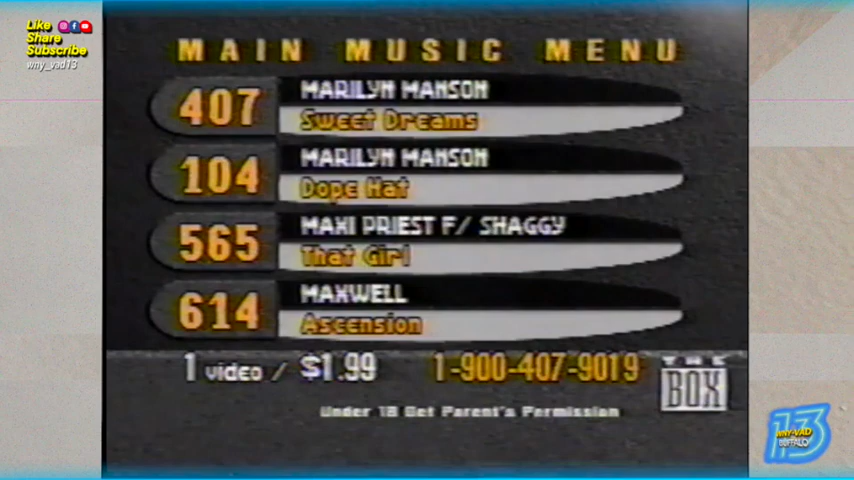 Like
Share
Subscribe
wny_vad13
MAIN MUSIC MENU
407
MARILYN MANSON
Sweet Dreams
104
MARILYN MANSON
Dope Hat
565
MAXI PRIEST F/ SHAGGY
That Girl
614
MAXWELL
Ascension
1 video / $1.99 1-900-407-9019
THE
BOX
Under 18 Get Parent's Permission
13
WNY-VAD
BUFFALO